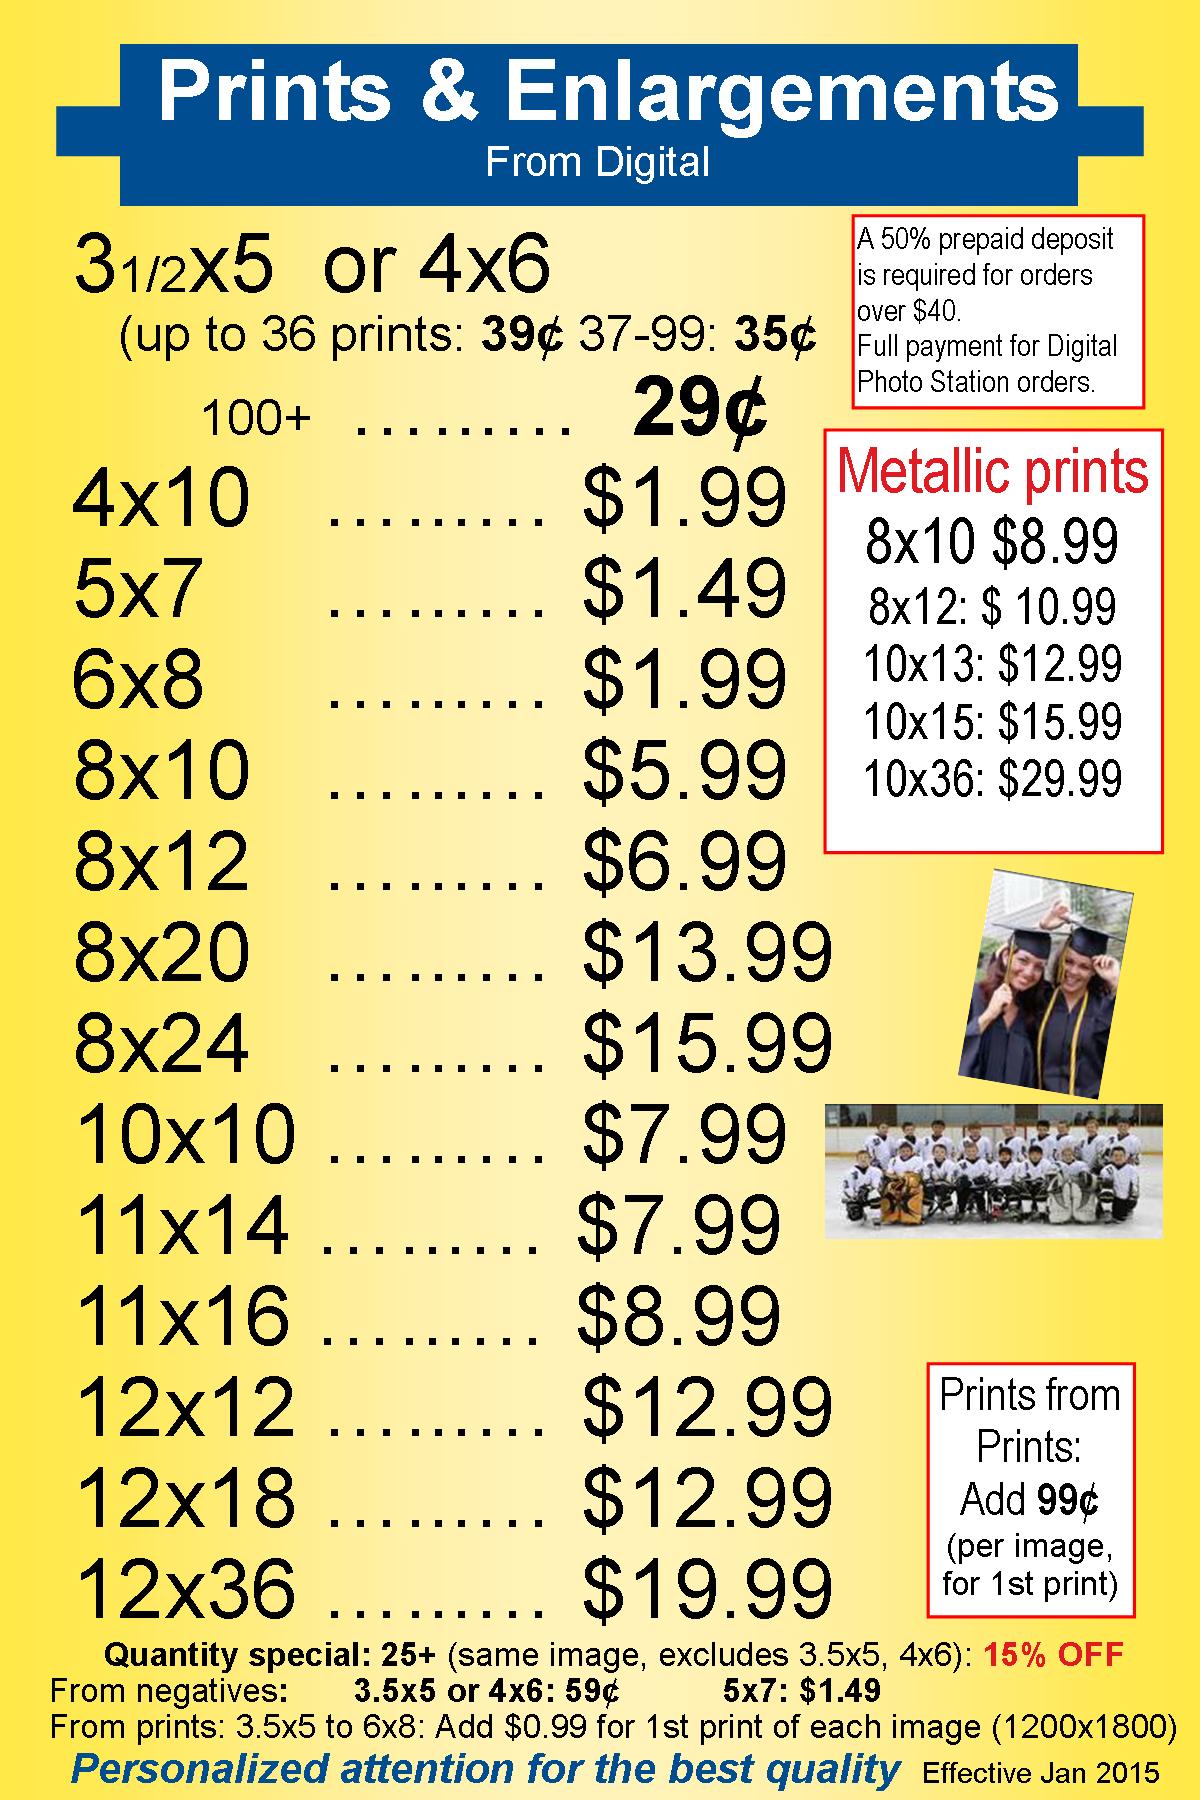 Prints & Enlargements
From Digital
3 1/2x5 or 4x6
(up to 36 prints: 39¢ 37-99: 35¢
100+ ......... 29¢
4x10 ......... $1.99
5x7 ......... $1.49
6x8 ......... $1.99
8x10 ......... $5.99
8x12 ......... $6.99
8x20 ......... $13.99
8x24 ......... $15.99
10x10 ......... $7.99
11x14 ......... $7.99
11x16 ......... $8.99
12x12 ......... $12.99
12x18 ......... $12.99
12x36 ......... $19.99
A 50% prepaid deposit
is required for orders
over $40.
Full payment for Digital
Photo Station orders.
Metallic prints
8x10 $8.99
8x12: $ 10.99
10x13: $12.99
10x15: $15.99
10x36: $29.99
Prints from
Prints:
Add 99¢
(per image,
for 1st print)
Quantity special: 25+ (same image, excludes 3.5x5, 4x6): 15% OFF
From negatives: 3.5x5 or 4x6: 59¢ 5x7: $1.49
From prints: 3.5x5 to 6x8: Add $0.99 for 1st print of each image (1200x1800)
Personalized attention for the best quality Effective Jan 2015